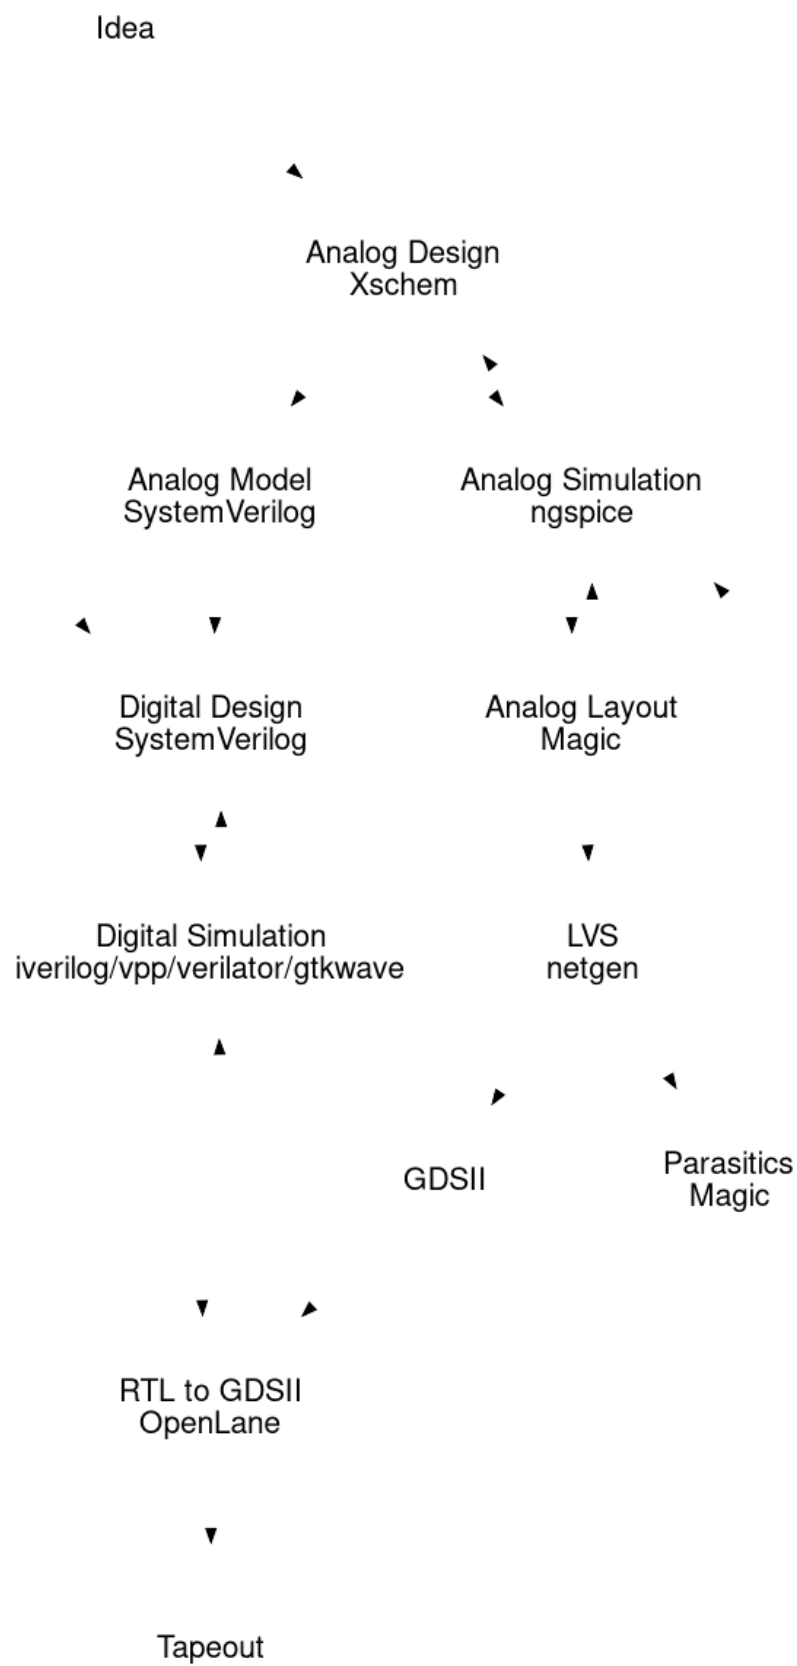 Idea
Analog Design
Xschem
Analog Model
SystemVerilog
Analog Simulation
ngspice
Digital Design
SystemVerilog
Analog Layout
Magic
Digital Simulation
iverilog/vpp/verilator/gtkwave
LVS
netgen
GDSII
Parasitics
Magic
RTL to GDSII
OpenLane
Tapeout